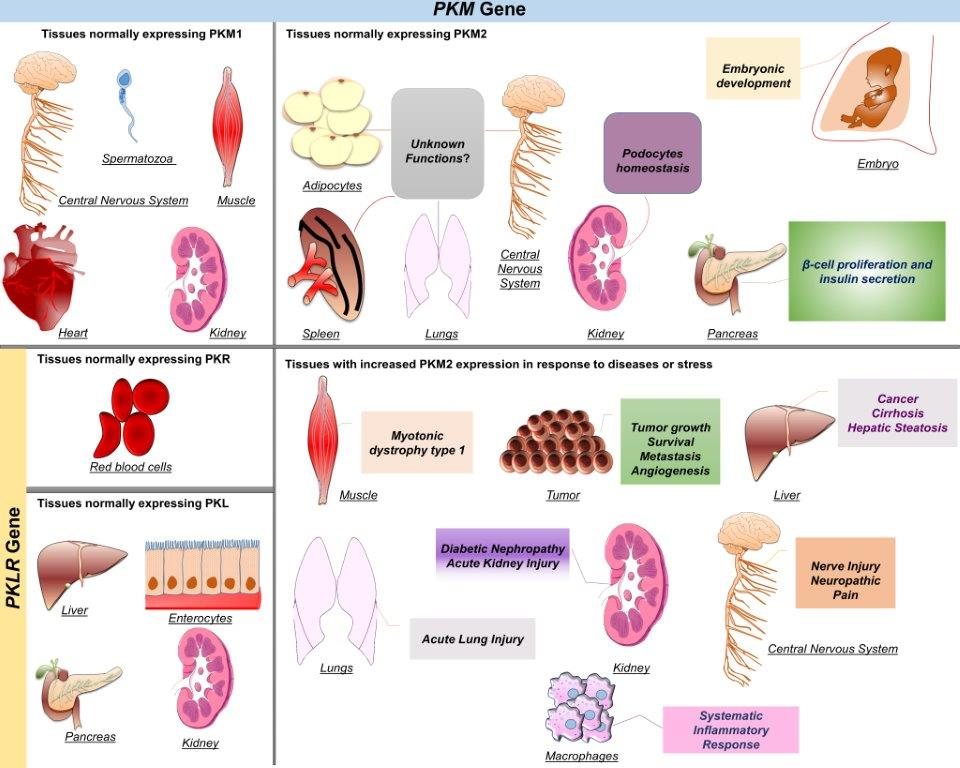 PKM Gene
Tissues normally expressing PKM1
Spermatozoa
Central Nervous System
Muscle
Heart
Kidney
Tissues normally expressing PKM2
Adipocytes
Unknown
Functions?
Central
Nervous
System
Podocytes
homeostasis
Embryonic
development
Embryo
Spleen
Lungs
Kidney
Pancreas
β-cell proliferation and
insulin secretion
PKLR Gene
Tissues normally expressing PKR
Red blood cells
Tissues normally expressing PKL
Liver
Enterocytes
Pancreas
Kidney
Tissues with increased PKM2 expression in response to diseases or stress
Muscle
Myotonic
dystrophy type 1
Tumor
Tumor growth
Survival
Metastasis
Angiogenesis
Liver
Cancer
Cirrhosis
Hepatic Steatosis
Lungs
Acute Lung Injury
Diabetic Nephropathy
Acute Kidney Injury
Kidney
Nerve Injury
Neuropathic
Pain
Central Nervous System
Macrophages
Systematic
Inflammatory
Response